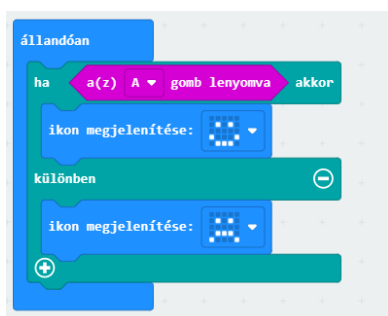 állandóan
ha a(z) A gomb lenyomva akkor
ikon megjelenítése:
különben
ikon megjelenítése: